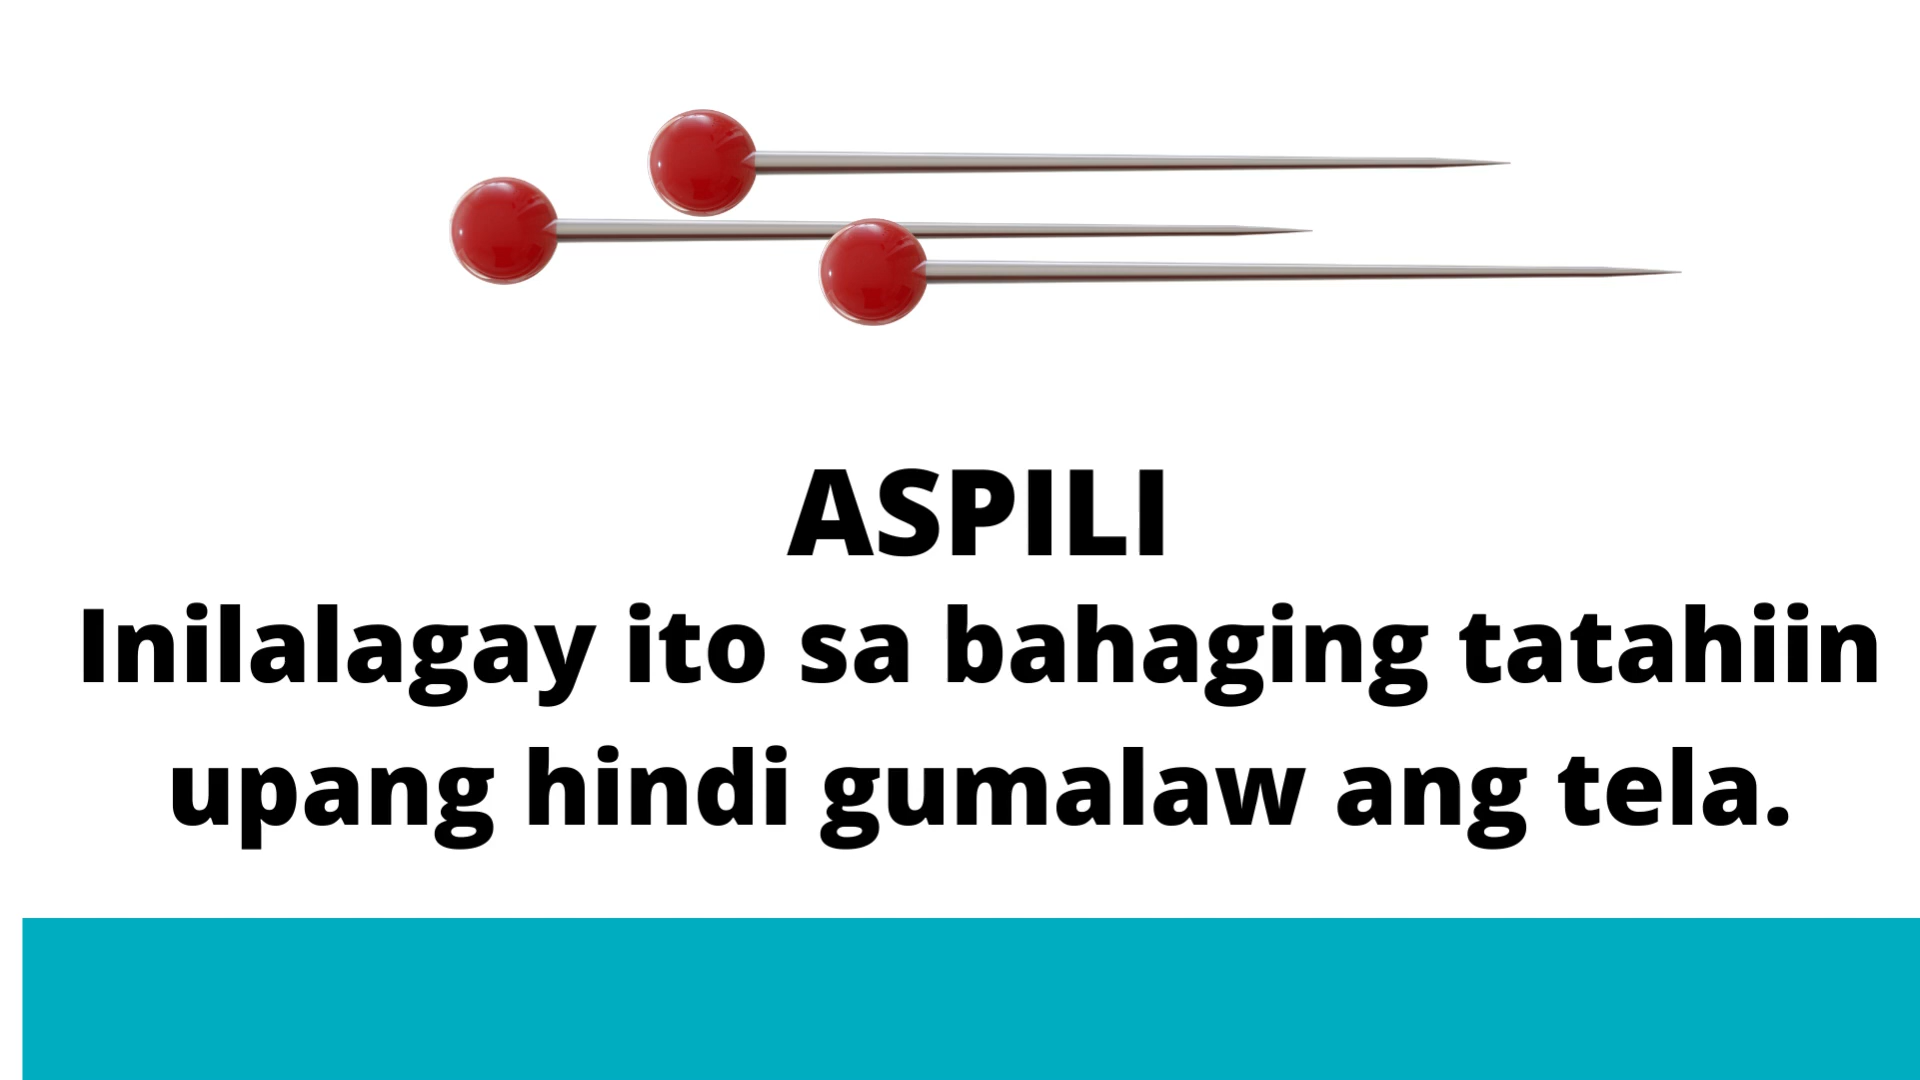 ASPILI
Inilalagay ito sa bahaging tatahiin
upang hindi gumalaw ang tela.